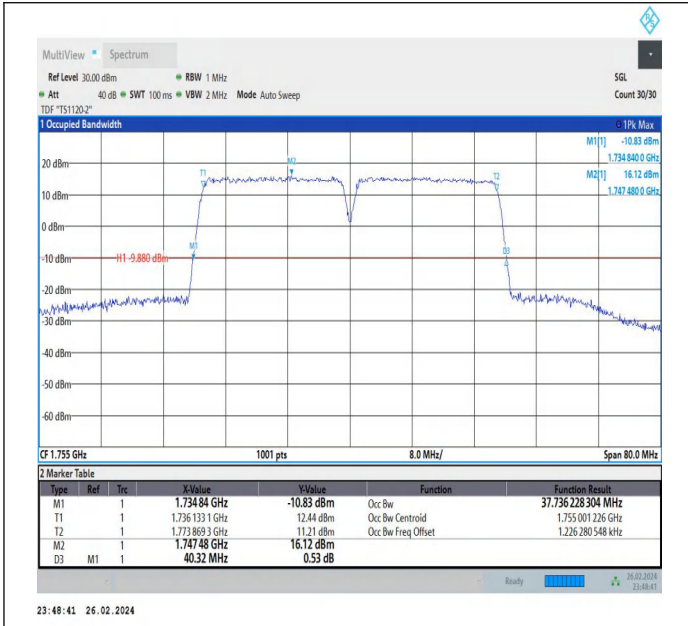 MultiView Spectrum
Ref Level 30.00 dBm RBW 1 MHz SGL
Att 40 dB SWT 100 ms VBW 2 MHz Mode Auto Sweep Count 30/30
TDF "TS1120-2"
1 Occupied Bandwidth 1Pk Max
M1[1] -10.83 dBm
1.734 840 0 GHz
M2[1] 16.12 dBm
1.747 480 0 GHz
20 dBm
M2
T1
T2
10 dBm
0 dBm
M1
D3
-10 dBm
H1 -9.880 dBm
-20 dBm
-30 dBm
-40 dBm
-50 dBm
-60 dBm
CF 1.755 GHz 1001 pts 8.0 MHz/ Span 80.0 MHz
2 Marker Table
Type Ref Trc X-Value Y-Value Function Function Result
M1 1 1.734 84 GHz -10.83 dBm Occ Bw 37.736 228 304 MHz
T1 1 1.736 133 1 GHz 12.44 dBm Occ Bw Centroid 1.755 001 226 GHz
T2 1 1.773 869 3 GHz 11.21 dBm Occ Bw Freq Offset 1.226 280 548 kHz
M2 1 1.747 48 GHz 16.12 dBm
D3 M1 1 40.32 MHz 0.53 dB
Ready 26.02.2024
23:48:41
23:48:41 26.02.2024